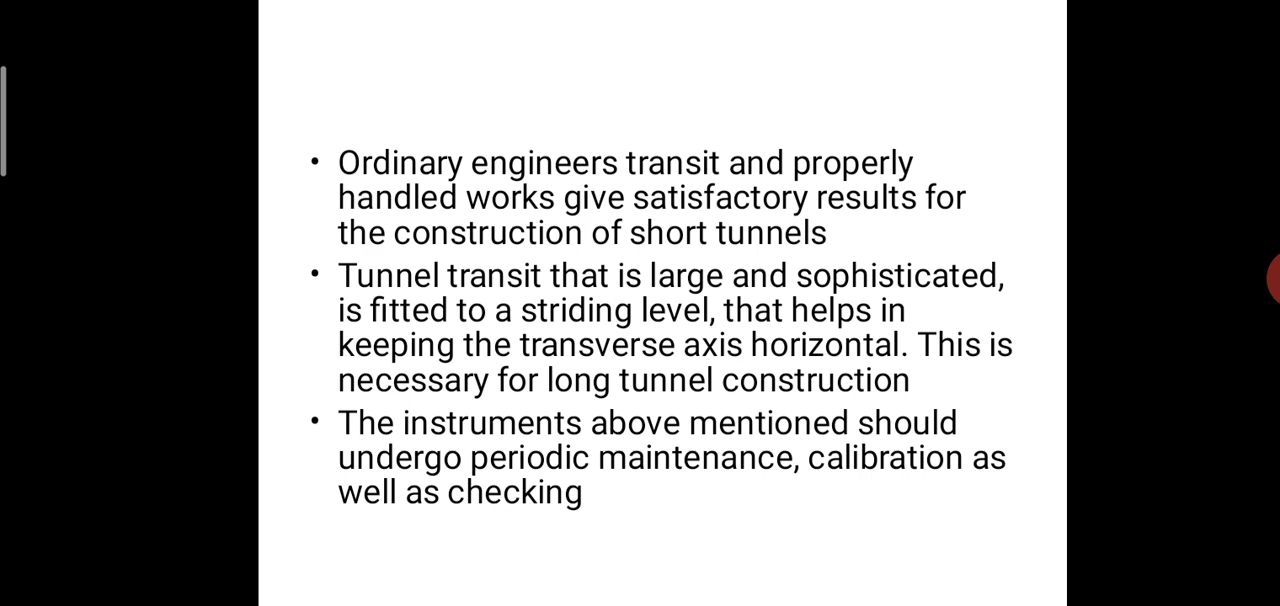 • Ordinary engineers transit and properly
handled works give satisfactory results for
the construction of short tunnels
• Tunnel transit that is large and sophisticated,
is fitted to a striding level, that helps in
keeping the transverse axis horizontal. This is
necessary for long tunnel construction
• The instruments above mentioned should
undergo periodic maintenance, calibration as
well as checking